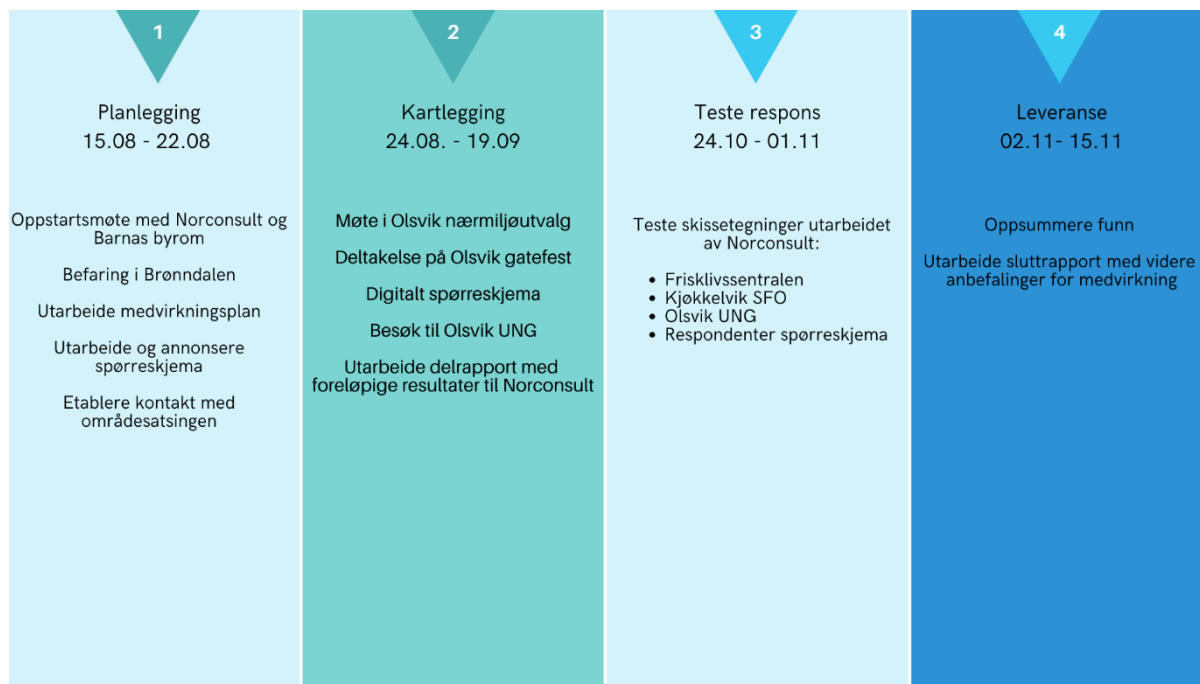 1
Planlegging
15.08 - 22.08
Oppstartsmøte med Norconsult og
Barnas byrom
Befaring i Brønndalen
Utarbeide medvirkningsplan
Utarbeide og annonsere
spørreskjema
Etablere kontakt med
områdesatsingen
2
Kartlegging
24.08. - 19.09
Møte i Olsvik nærmiljøutvalg
Deltakelse på Olsvik gatefest
Digitalt spørreskjema
Besøk til Olsvik UNG
Utarbeide delrapport med
foreløpige resultater til Norconsult
3
Teste respons
24.10 - 01.11
Teste skissetegninger utarbeidet
av Norconsult:
• Frisklivssentralen
• Kjøkkelvik SFO
• Olsvik UNG
• Respondenter spørreskjema
4
Leveranse
02.11- 15.11
Oppsummere funn
Utarbeide sluttrapport med videre
anbefalinger for medvirkning